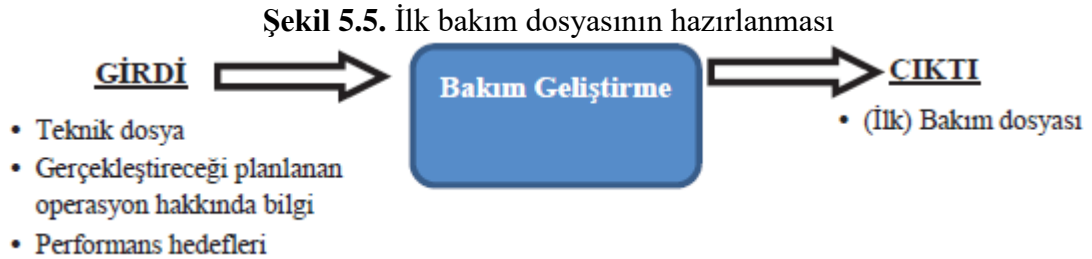 Şekil 5.5. İlk bakım dosyasının hazırlanması
GİRDİ
• Teknik dosya
• Gerçekleştireceği planlanan
operasyon hakkında bilgi
• Performans hedefleri
Bakım Geliştirme
ÇIKTI
• (İlk) Bakım dosyası